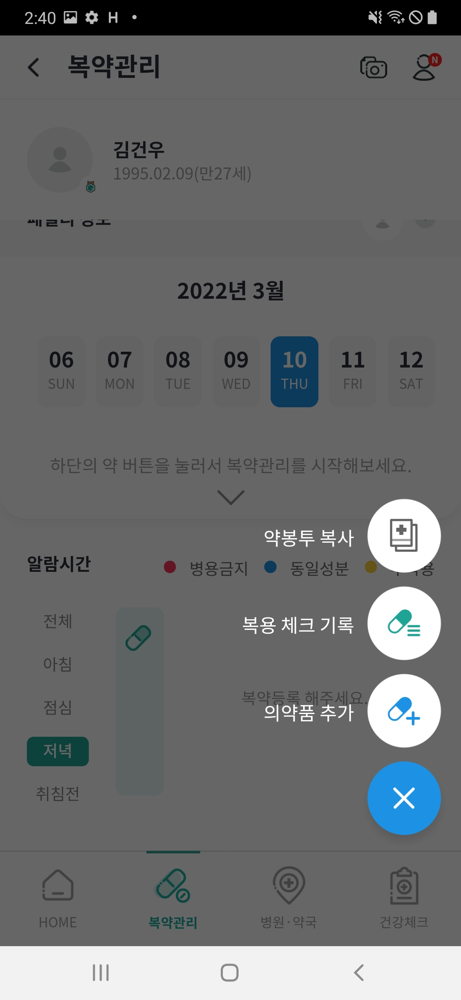 2:40
복약관리
N
김건우
1995.02.09(만27세)
2022년 3월
06 07 08 09 10 11 12
SUN MON TUE WED THU FRI SAT
하단의 약 버튼을 눌러서 복약관리를 시작해보세요.
약봉투 복사
알람시간 병용금지 동일성분
전체
복용 체크 기록
아침
복약등록 해주세요.
점심
의약품 추가
저녁
취침전
HOME 복약관리 병원·약국 건강체크